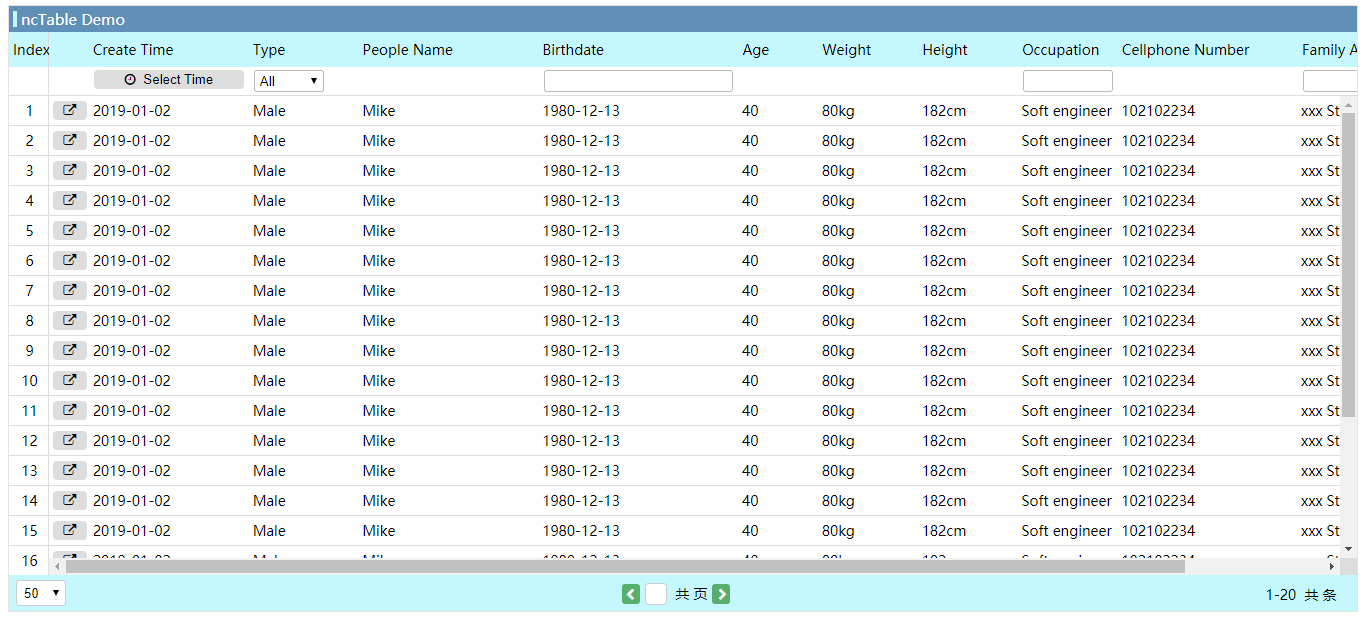 ncTable Demo
Index Create Time Type People Name Birthdate Age Weight Height Occupation Cellphone Number Family A
Select Time All
1 2019-01-02 Male Mike 1980-12-13 40 80kg 182cm Soft engineer 102102234 xxx St
2 2019-01-02 Male Mike 1980-12-13 40 80kg 182cm Soft engineer 102102234 xxx St
3 2019-01-02 Male Mike 1980-12-13 40 80kg 182cm Soft engineer 102102234 xxx St
4 2019-01-02 Male Mike 1980-12-13 40 80kg 182cm Soft engineer 102102234 xxx St
5 2019-01-02 Male Mike 1980-12-13 40 80kg 182cm Soft engineer 102102234 xxx St
6 2019-01-02 Male Mike 1980-12-13 40 80kg 182cm Soft engineer 102102234 xxx St
7 2019-01-02 Male Mike 1980-12-13 40 80kg 182cm Soft engineer 102102234 xxx St
8 2019-01-02 Male Mike 1980-12-13 40 80kg 182cm Soft engineer 102102234 xxx St
9 2019-01-02 Male Mike 1980-12-13 40 80kg 182cm Soft engineer 102102234 xxx St
10 2019-01-02 Male Mike 1980-12-13 40 80kg 182cm Soft engineer 102102234 xxx St
11 2019-01-02 Male Mike 1980-12-13 40 80kg 182cm Soft engineer 102102234 xxx St
12 2019-01-02 Male Mike 1980-12-13 40 80kg 182cm Soft engineer 102102234 xxx St
13 2019-01-02 Male Mike 1980-12-13 40 80kg 182cm Soft engineer 102102234 xxx St
14 2019-01-02 Male Mike 1980-12-13 40 80kg 182cm Soft engineer 102102234 xxx St
15 2019-01-02 Male Mike 1980-12-13 40 80kg 182cm Soft engineer 102102234 xxx St
16
50 共 页 1-20 共 条